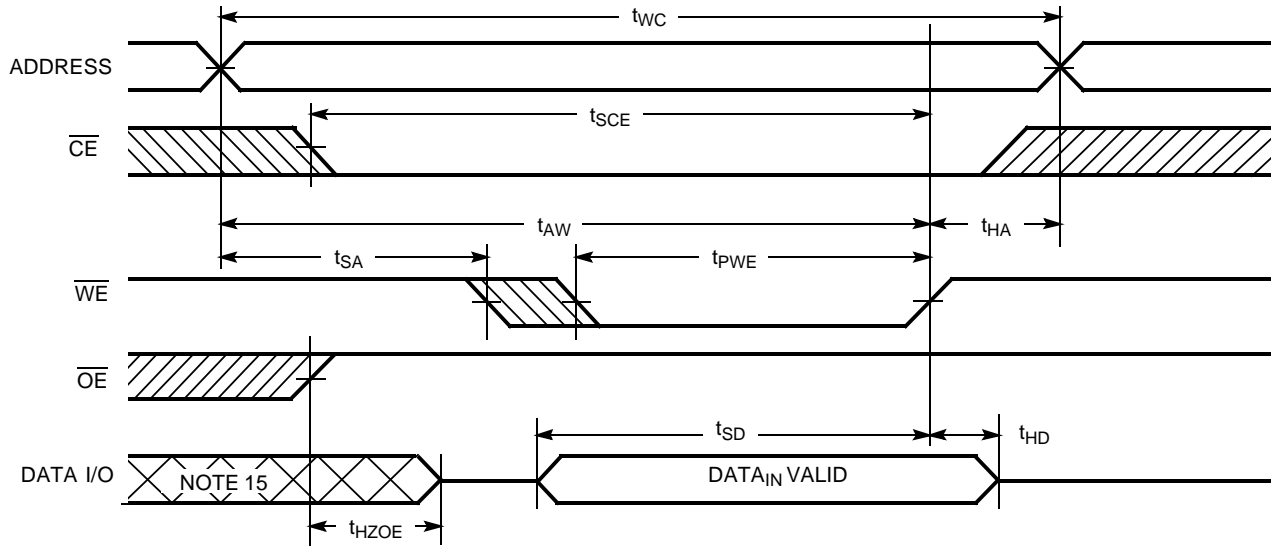 tWC
ADDRESS
tSCE
CE
tAW
tHA
tSA
tPWE
WE
OE
tSD
tHD
DATA I/O
NOTE 15
DATAIN VALID
tHZOE